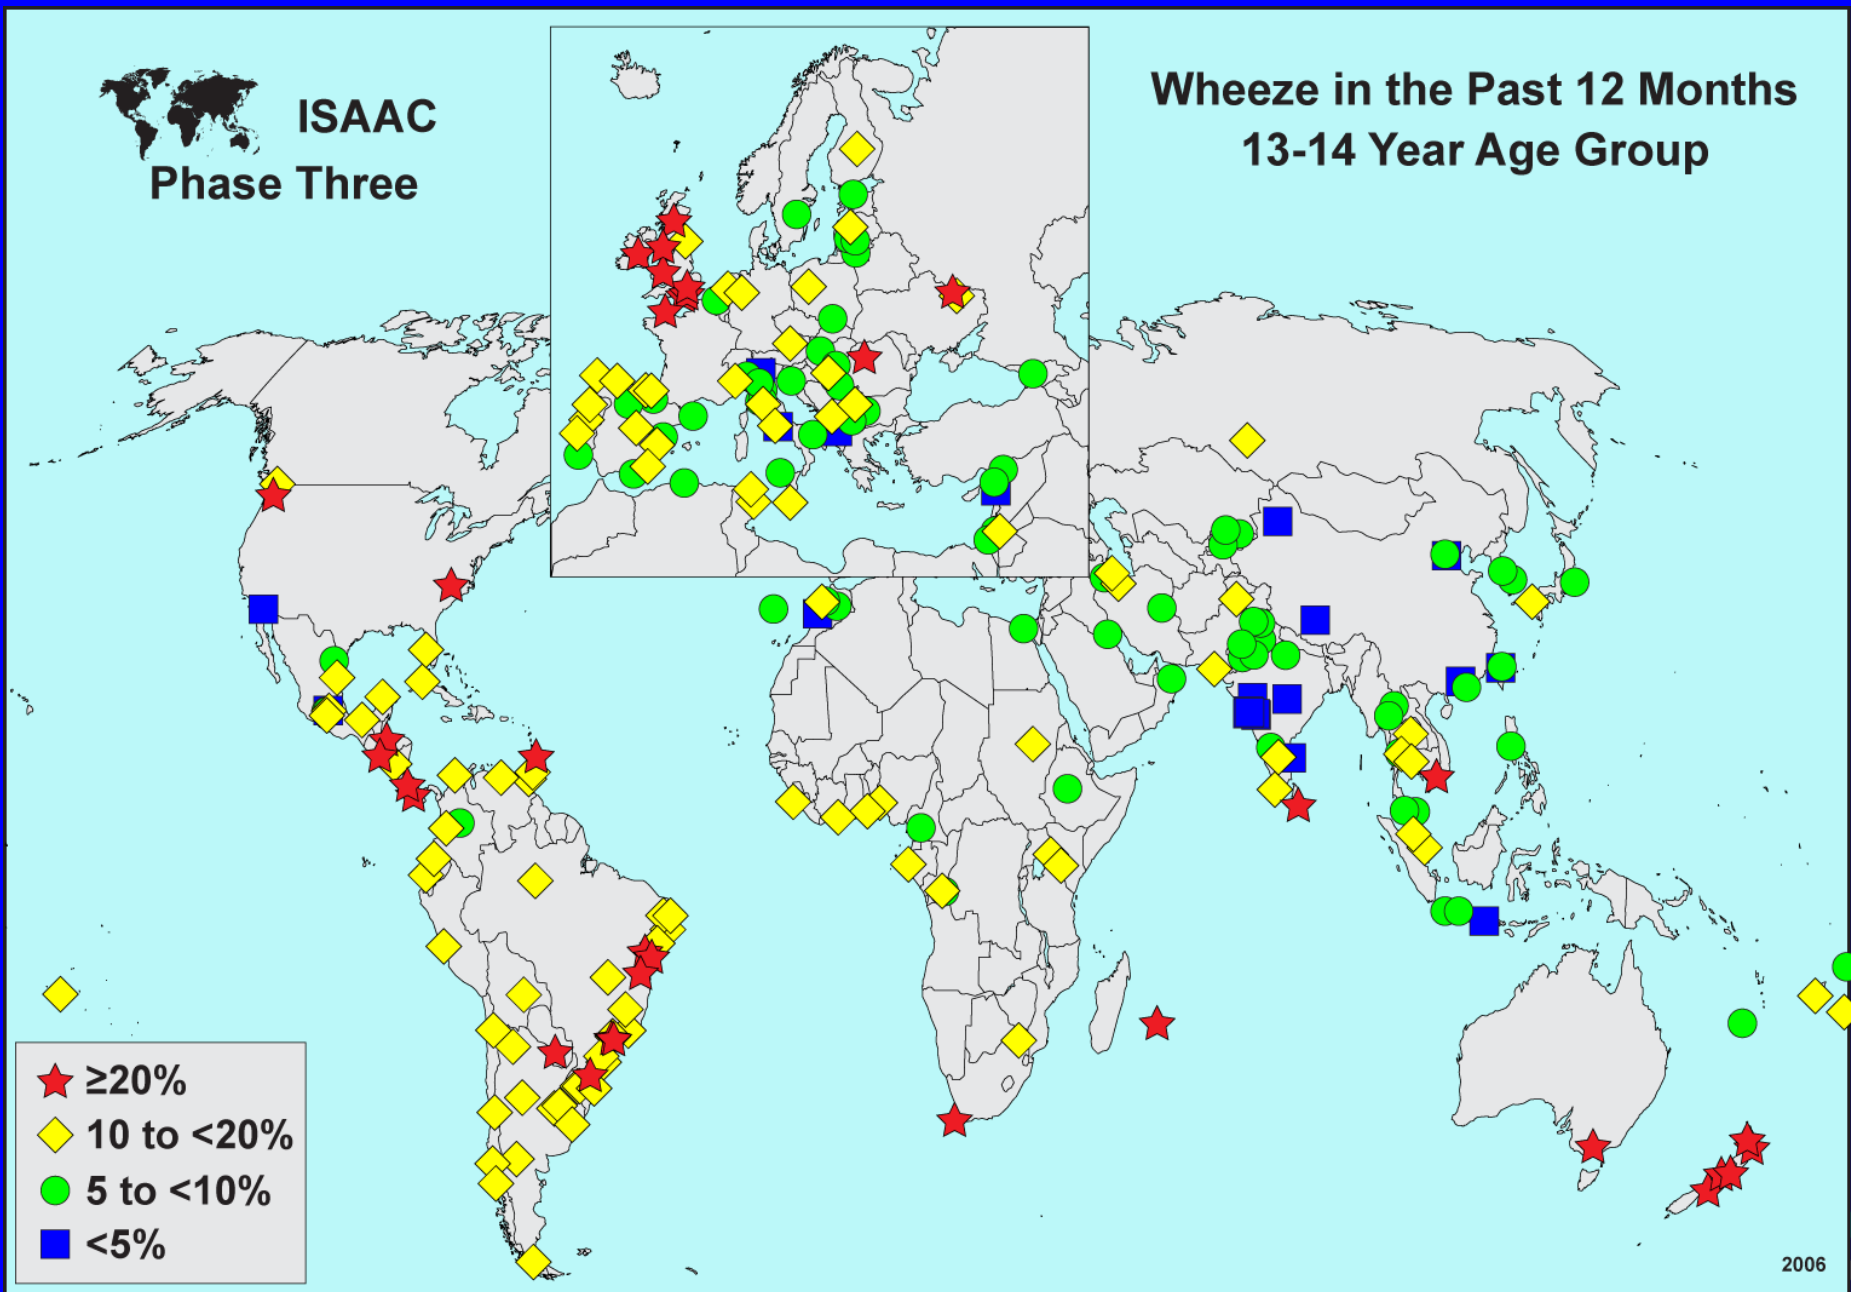 ISAAC
Phase Three
Wheeze in the Past 12 Months
13-14 Year Age Group
≥20%
10 to <20%
5 to <10%
<5%
2006